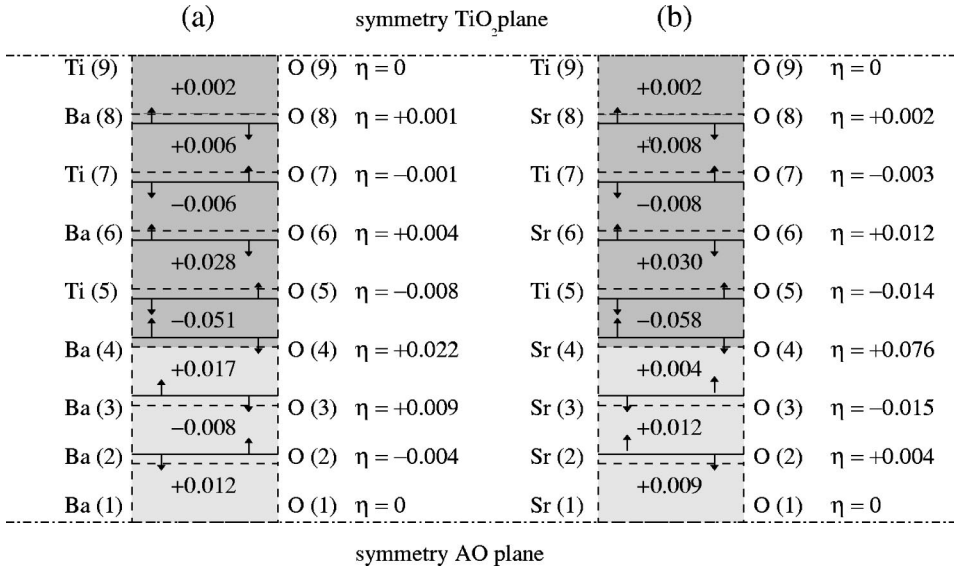 (a) symmetry TiO2plane (b)
Ti (9) O (9) η = 0 Ti (9) O (9) η = 0
+0.002 +0.002
Ba (8) O (8) η = +0.001 Sr (8) O (8) η = +0.002
+0.006 +0.008
Ti (7) O (7) η = −0.001 Ti (7) O (7) η = −0.003
−0.006 −0.008
Ba (6) O (6) η = +0.004 Sr (6) O (6) η = +0.012
+0.028 +0.030
Ti (5) O (5) η = −0.008 Ti (5) O (5) η = −0.014
−0.051 −0.058
Ba (4) O (4) η = +0.022 Sr (4) O (4) η = +0.076
+0.017 +0.004
Ba (3) O (3) η = +0.009 Sr (3) O (3) η = −0.015
−0.008 +0.012
Ba (2) O (2) η = −0.004 Sr (2) O (2) η = +0.004
+0.012 +0.009
Ba (1) O (1) η = 0 Sr (1) O (1) η = 0
symmetry AO plane